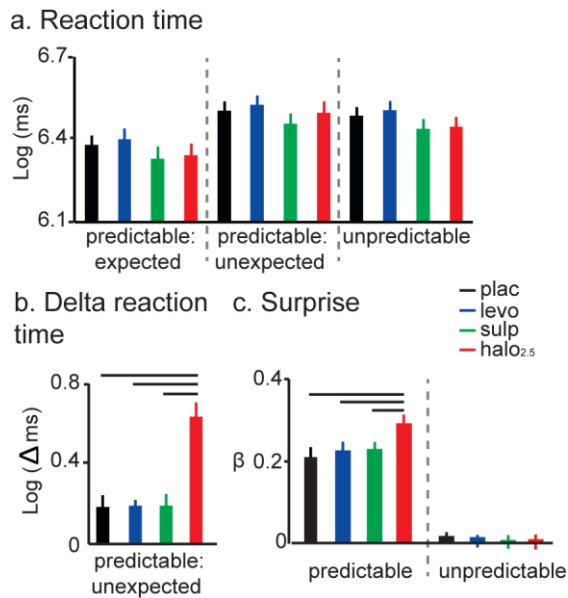 a. Reaction time
6.7
6.4
6.1
Log (ms)
predictable:
expected
predictable:
unexpected
unpredictable
plac
levo
sulp
halo2.5
b. Delta reaction
time
0.8
0.4
0
Log (Δms)
predictable:
unexpected
c. Surprise
0.4
0.2
0
β
predictable
unpredictable